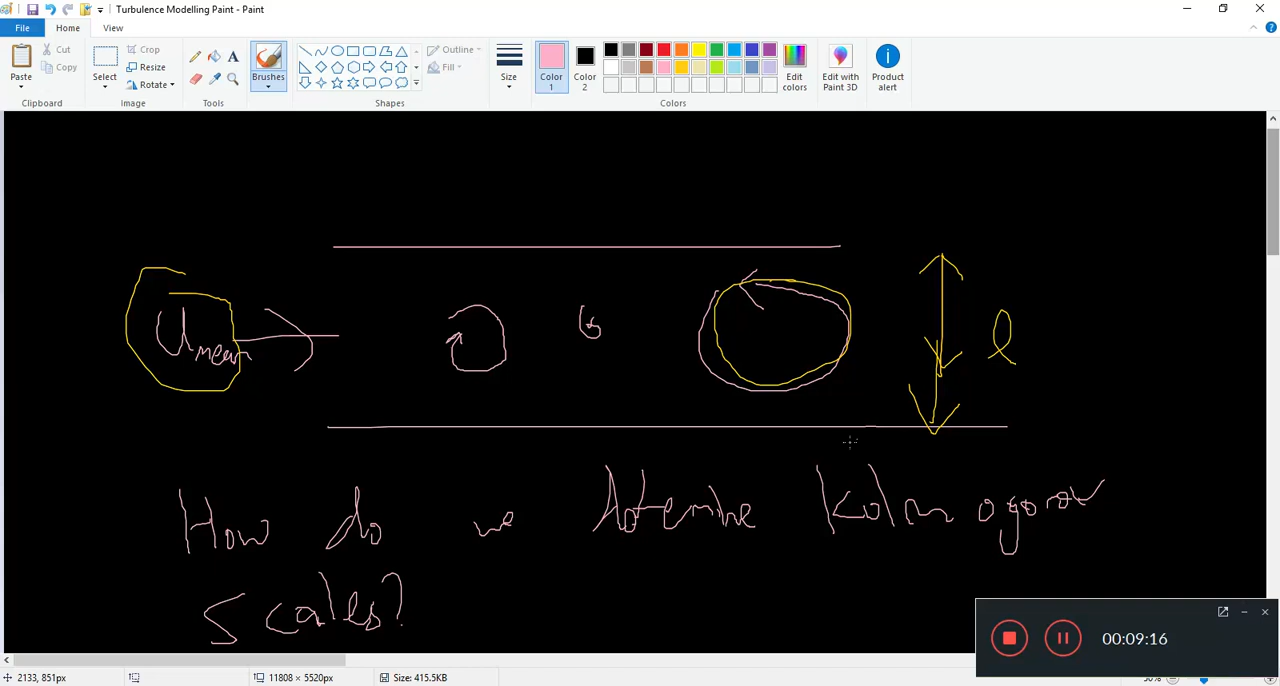 Turbulence Modelling Paint - Paint
File Home View
Paste Cut Copy Select Crop Resize Rotate Brushes Outline Fill Size Color 1 Color 2 Edit colors Edit with Paint 3D Product alert
Clipboard Image Tools Shapes Colors
Umean
l
How do we determine Kolmogorov
Scales?
00:09:16
2133, 851px 11808 × 5520px Size: 415.5KB 50%